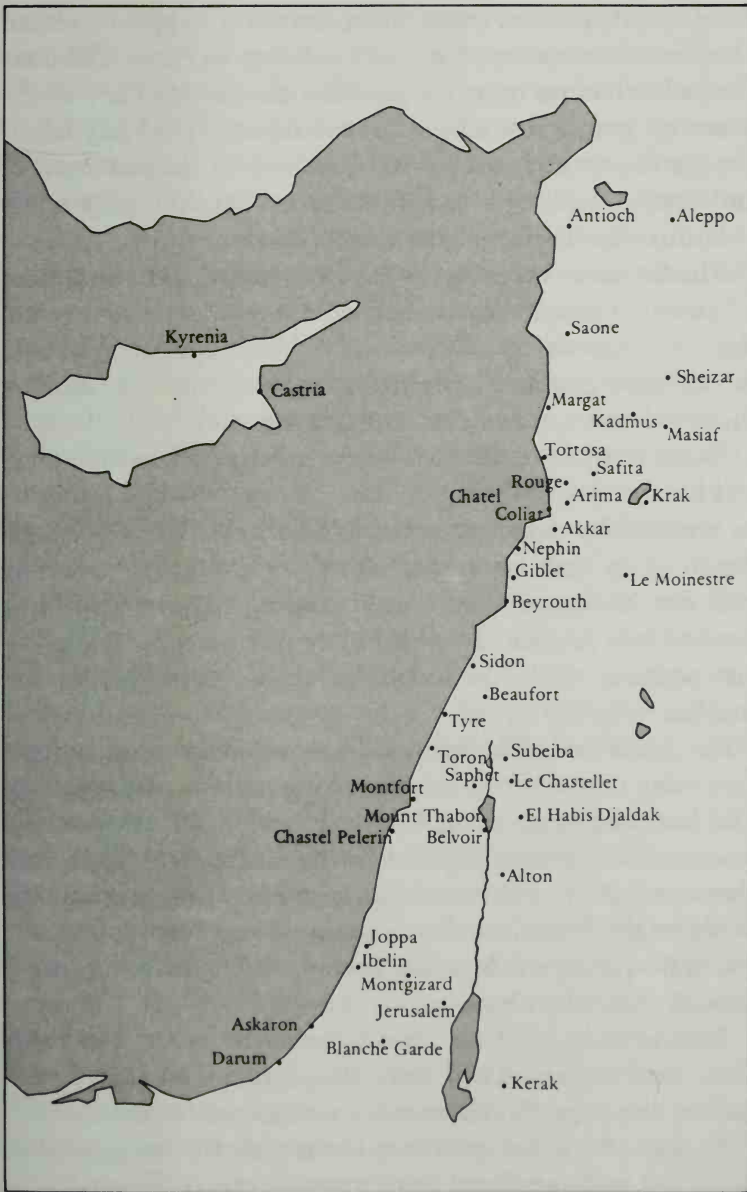 Antioch
Aleppo
Saone
Kyrenia
Castria
Sheizar
Margat
Kadmus
Masiaf
Tortosa
Safita
Rouge
Chatel
Arima
Krak
Coliat
Akkar
Nephin
Giblet
Le Moinestre
Beyrouth
Sidon
Beaufort
Tyre
Toron
Subeiba
Saphet
Le Chastellet
Montfort
Mount Thabor
El Habis Djaldak
Chastel Pelerin
Belvoir
Alton
Joppa
Ibelin
Montgizard
Jerusalem
Askaron
Blanche Garde
Darum
Kerak